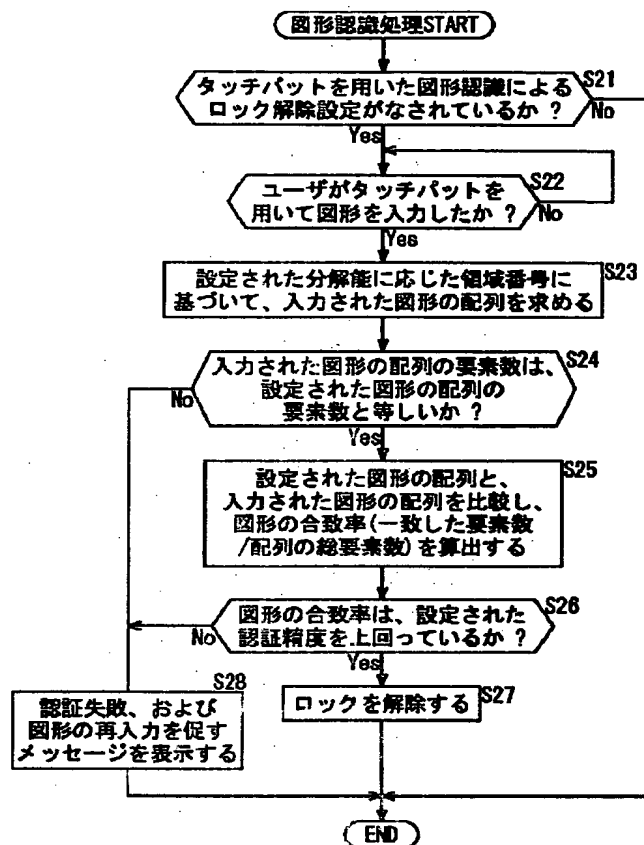 図形認識処理START
タッチパットを用いた図形認識による
ロック解除設定がなされているか ?
S21
No
Yes
ユーザがタッチパットを
用いて図形を入力したか ?
S22
No
Yes
設定された分解能に応じた領域番号に
基づいて、入力された図形の配列を求める
S23
入力された図形の配列の要素数は、
設定された図形の配列の
要素数と等しいか ?
S24
No
Yes
設定された図形の配列と、
入力された図形の配列を比較し、
図形の合致率(一致した要素数
/配列の総要素数)を算出する
S25
図形の合致率は、設定された
認証精度を上回っているか ?
S26
No
Yes
ロックを解除する
S27
S28
認証失敗、および
図形の再入力を促す
メッセージを表示する
END